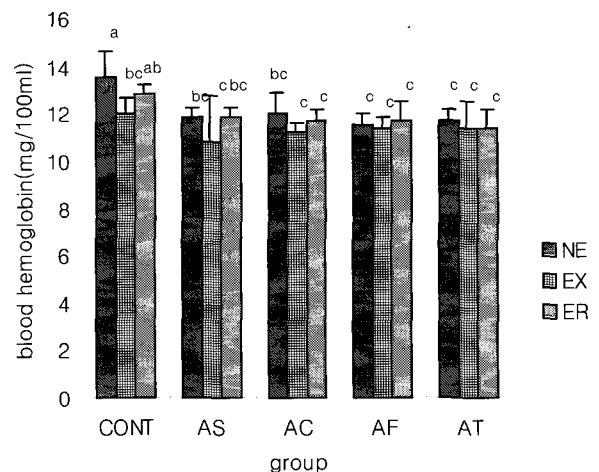 blood hemoglobin(mg/100ml)
16
14
12
10
8
6
4
2
0
a
bc
ab
bc
c
bc
bc
c
c
c
c
c
c
c
c
CONT
AS
AC
AF
AT
group
NE
EX
ER